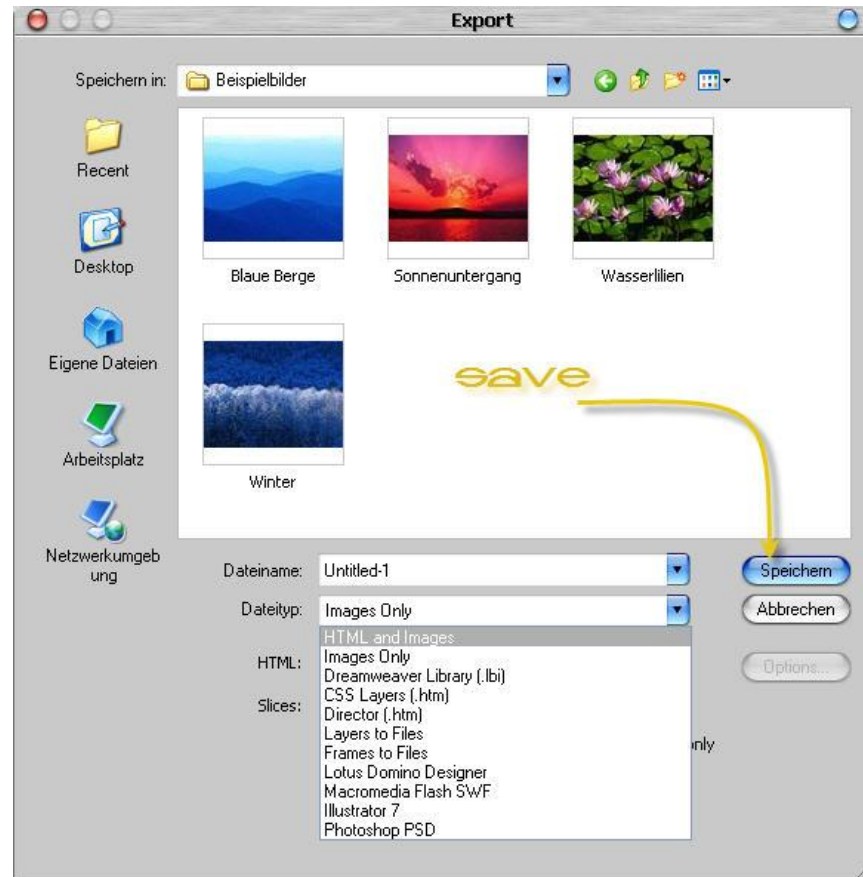 Export
Speichern in:
Beispielbilder
Recent
Desktop
Eigene Dateien
Arbeitsplatz
Netzwerkumgeb
ung
Blaue Berge
Sonnenuntergang
Wasserlilien
Winter
save
Dateiname:
Untitled-1
Speichern
Dateityp:
Images Only
Abbrechen
HTML:
Options...
Slices:
HTML and Images
Images Only
Dreamweaver Library (.lbi)
CSS Layers (.htm)
Director (.htm)
Layers to Files
Frames to Files
Lotus Domino Designer
Macromedia Flash SWF
Illustrator 7
Photoshop PSD
only